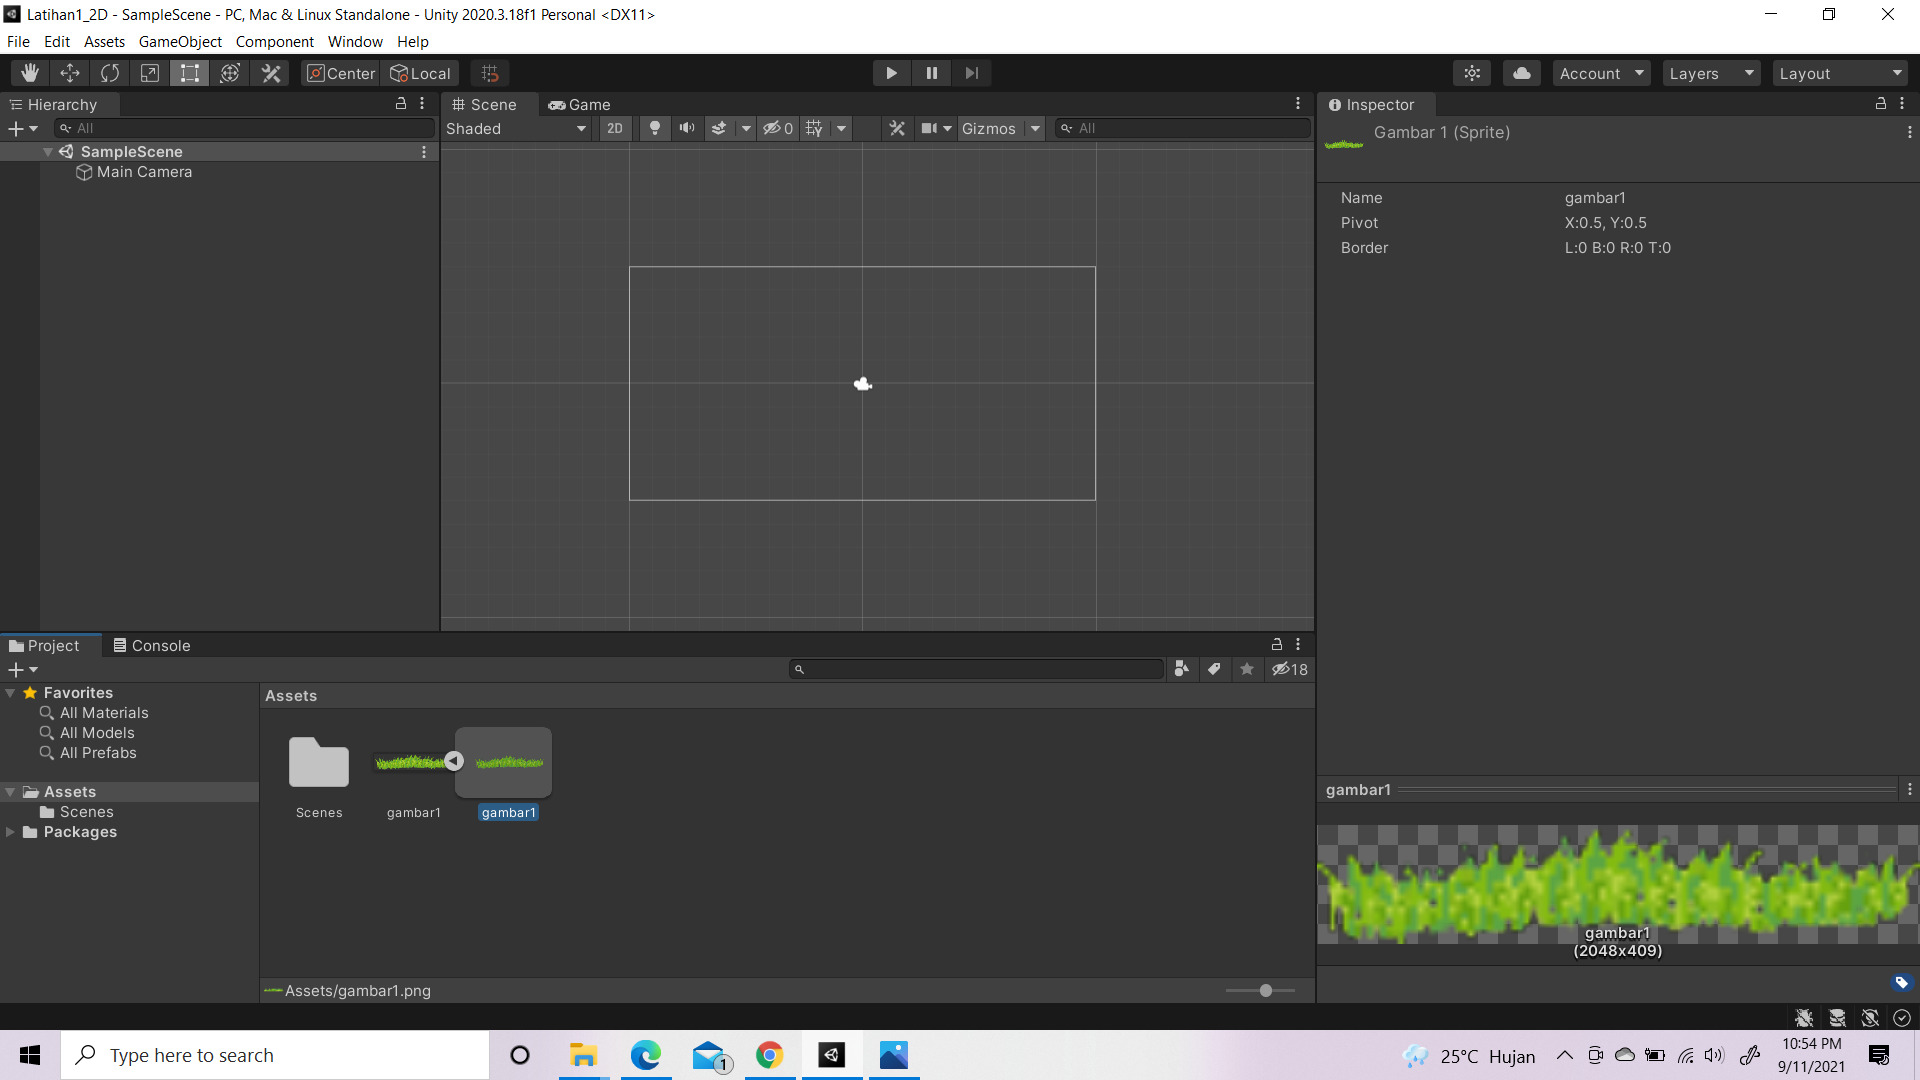 Latihan1_2D - SampleScene - PC, Mac & Linux Standalone - Unity 2020.3.18f1 Personal <DX11>
File Edit Assets GameObject Component Window Help
Center Local Account Layers Layout
Hierarchy
All
SampleScene
Main Camera
Scene Game
Shaded 2D 0 Gizmos All
Inspector
Gambar 1 (Sprite)
Name gambar1
Pivot X:0.5, Y:0.5
Border L:0 B:0 R:0 T:0
Project Console
18
Favorites
All Materials
All Models
All Prefabs
Assets
Scenes
Packages
Assets
Scenes gambar1 gambar1
Assets/gambar1.png
gambar1
gambar1
(2048x409)
Type here to search
1
25°C Hujan
10:54 PM
9/11/2021